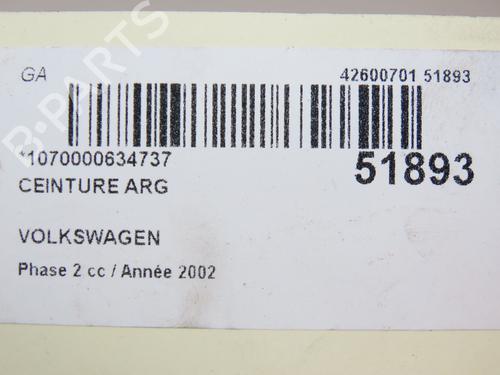 GA
42600701 51893
*1070000634737
51893
CEINTURE ARG
VOLKSWAGEN
Phase 2 cc / Année 2002
B-PARTS